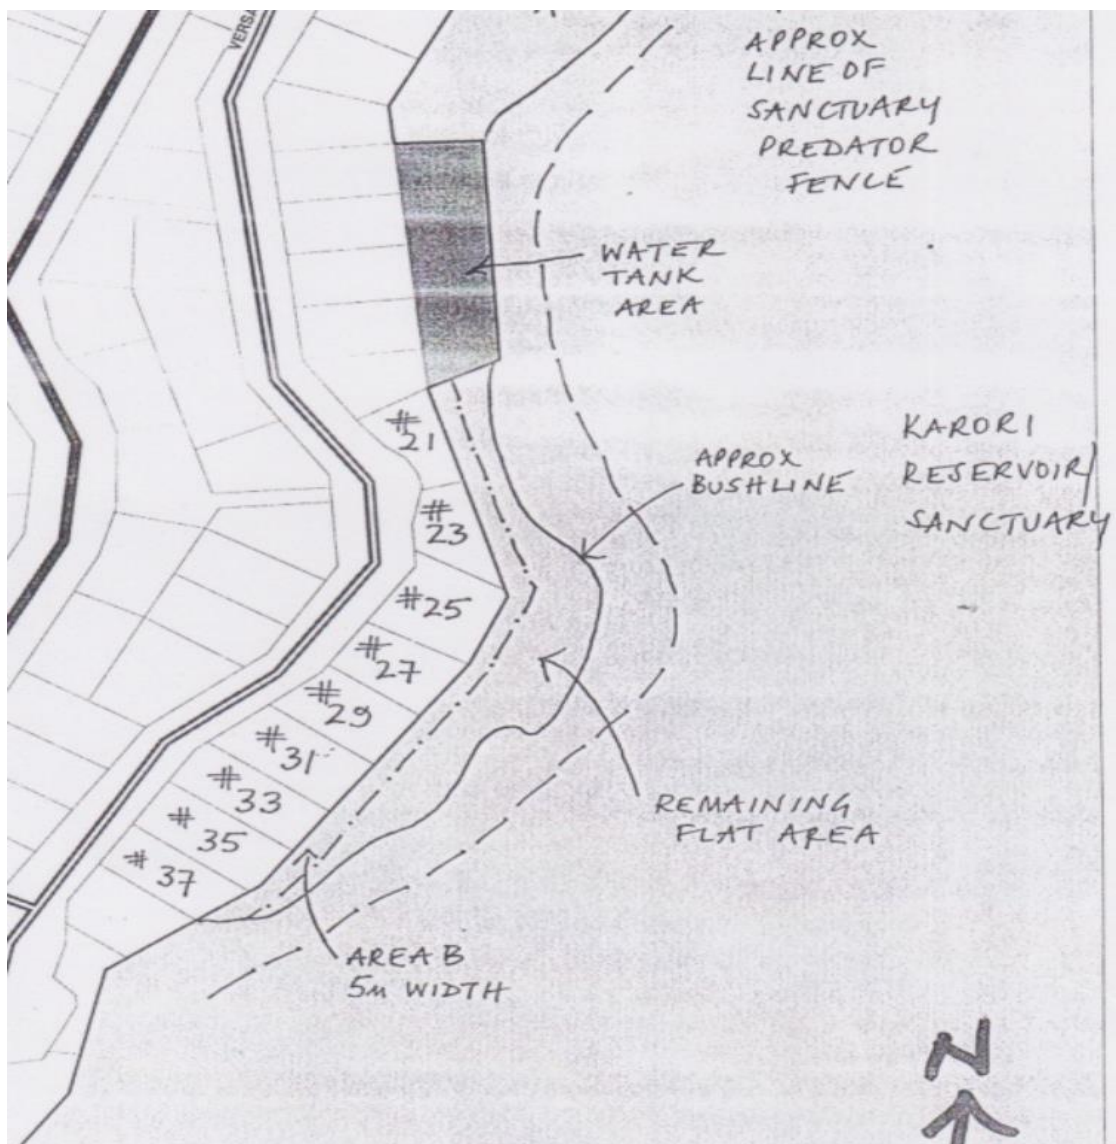 APPROX
LINE OF
SANCTUARY
PREDATOR
FENCE
WATER
TANK
AREA
KARORI
RESERVOIR/
SANCTUARY
APPROX
BUSHLINE
#21
#23
#25
#27
#29
#31
#33
#35
#37
REMAINING
FLAT AREA
AREA B
5m WIDTH
N